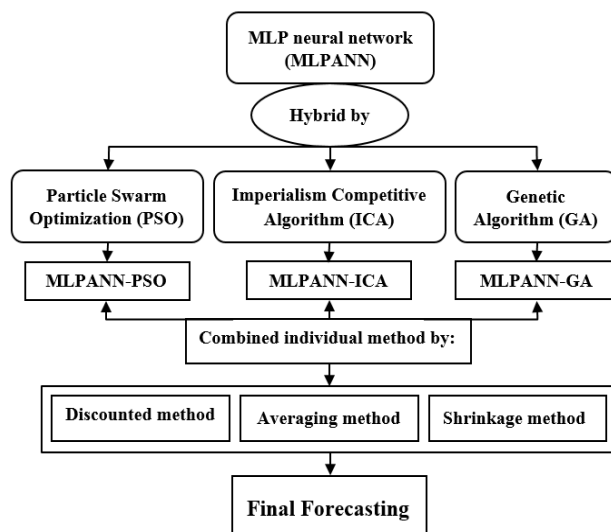 MLP neural network
(MLPANN)
Hybrid by
Particle Swarm
Optimization (PSO)
Imperialism Competitive
Algorithm (ICA)
Genetic
Algorithm (GA)
MLPANN-PSO
MLPANN-ICA
MLPANN-GA
Combined individual method by:
Discounted method
Averaging method
Shrinkage method
Final Forecasting